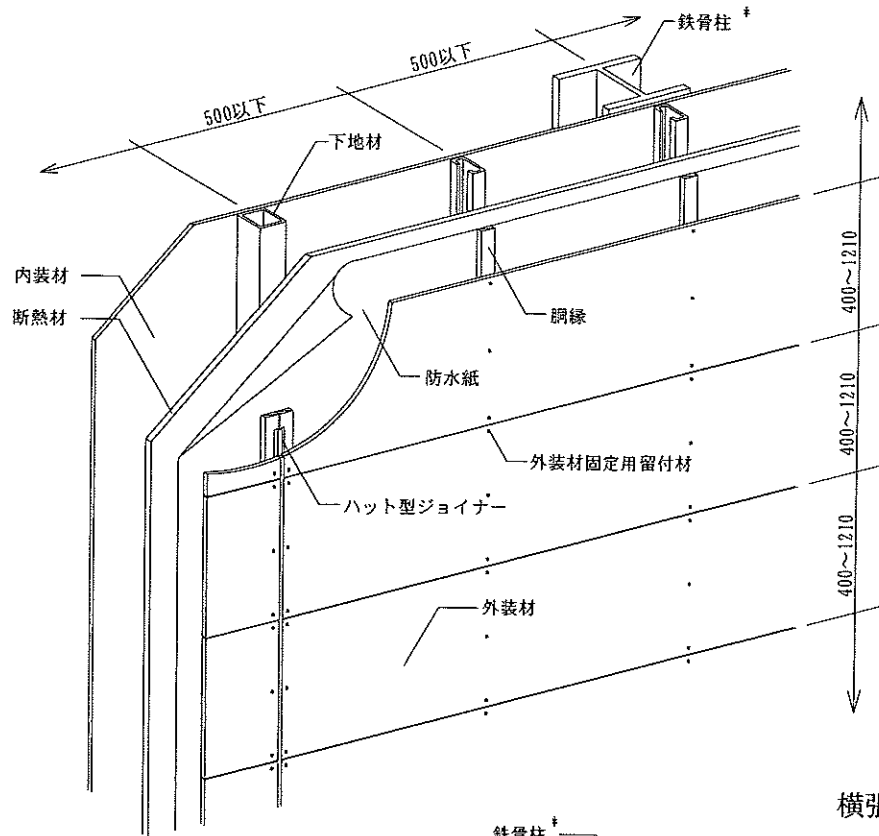 鉄骨柱 *
500以下
500以下
下地材
内装材
断熱材
胴縁
防水紙
400～1210
400～1210
400～1210
外装材固定用留付材
ハット型ジョイナー
外装材
横張
鉄骨柱 *